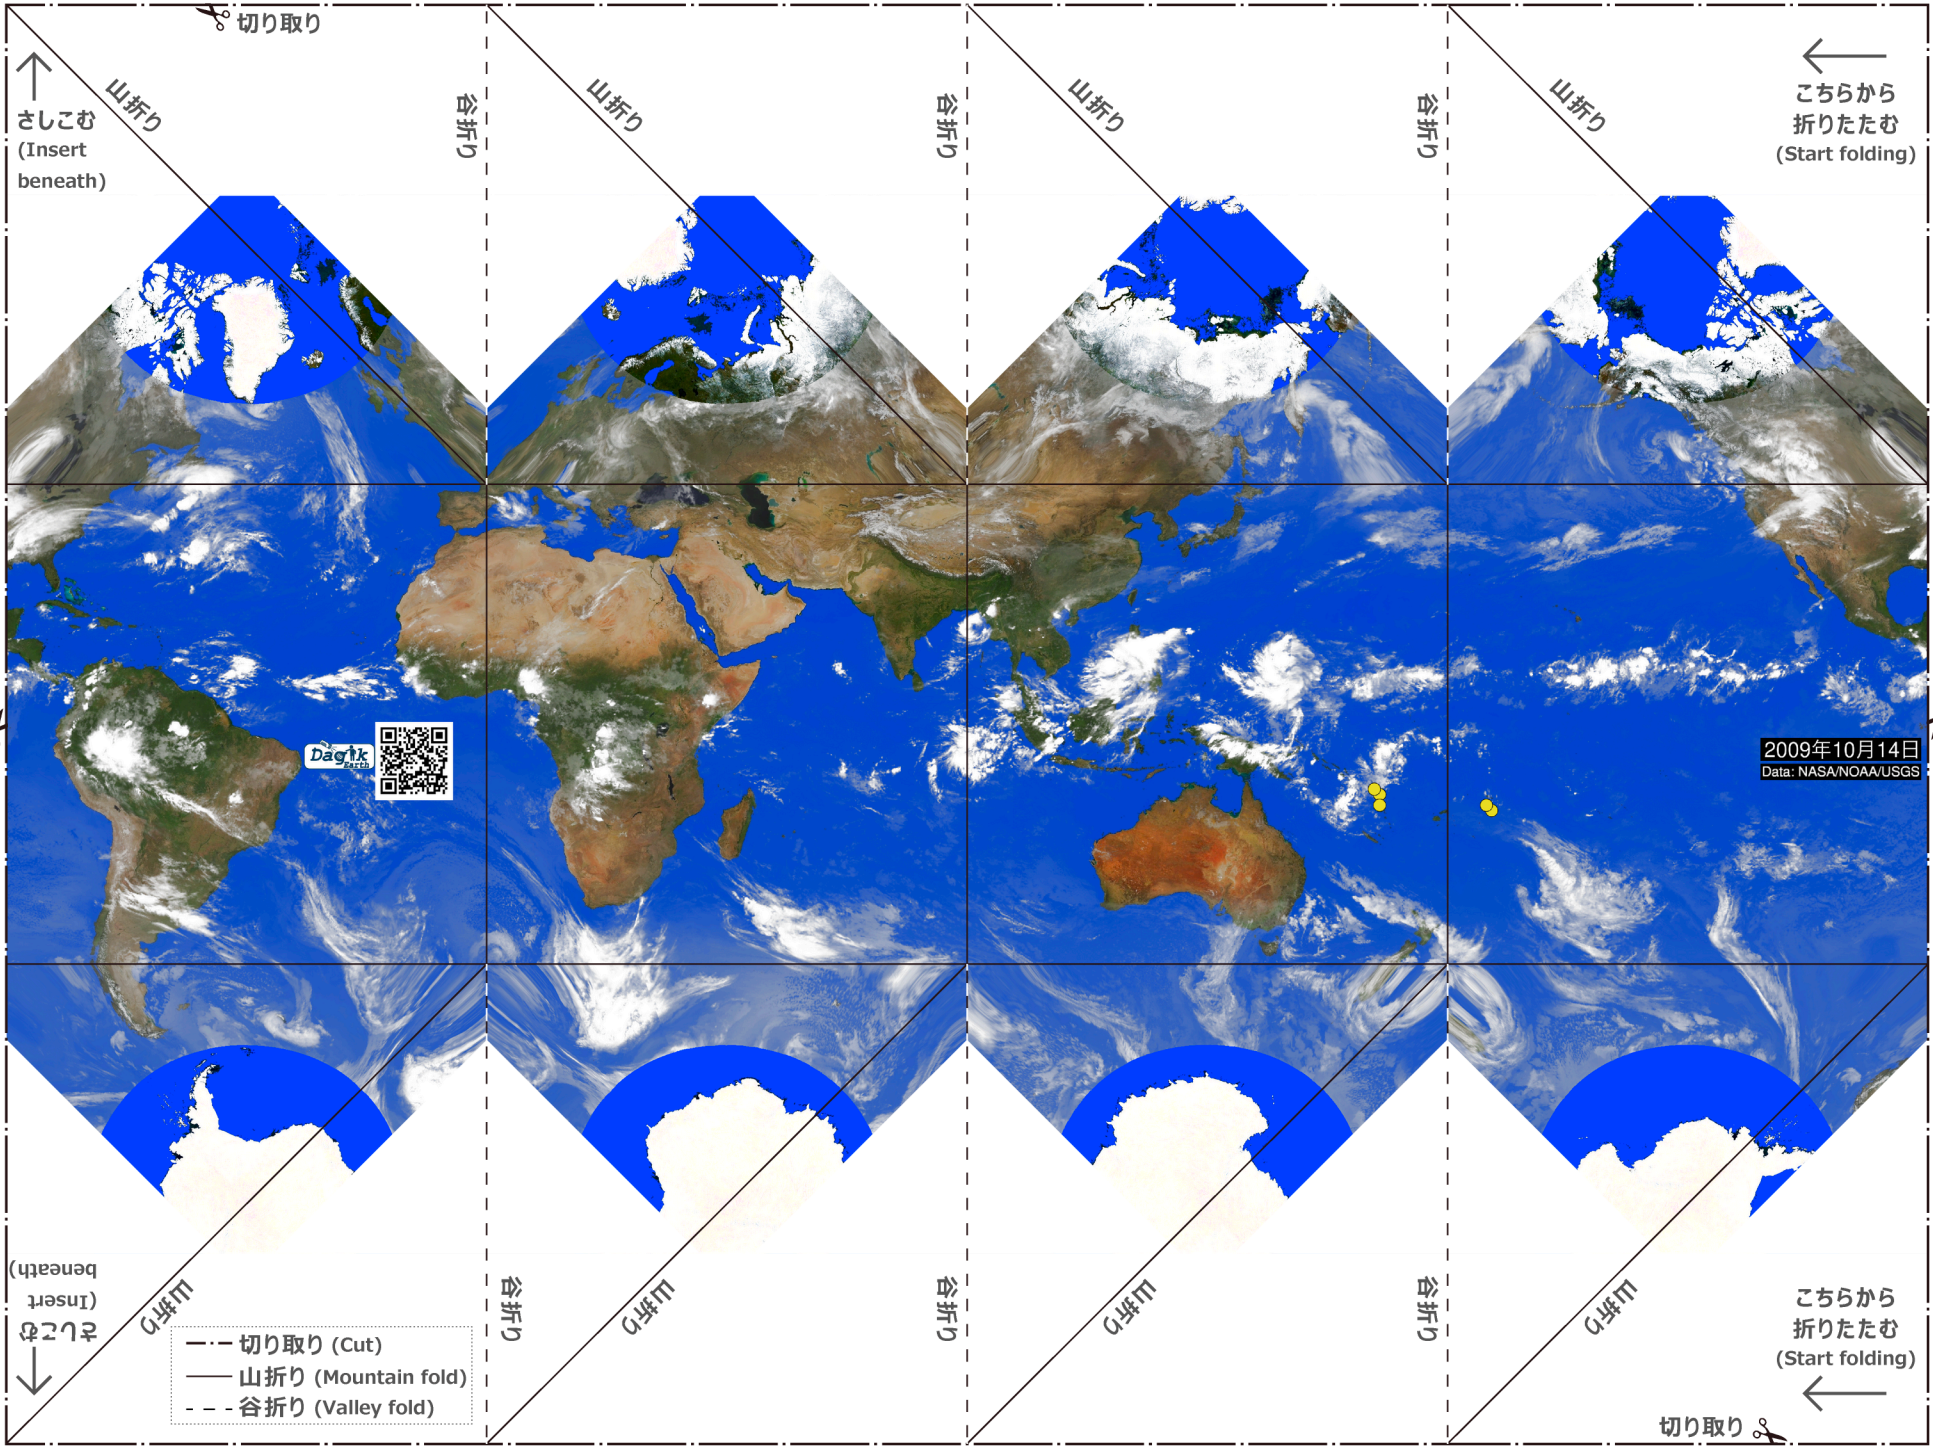 切り取り
山折り
谷折り
山折り
谷折り
山折り
谷折り
山折り
こちらから
折りたたむ
(Start folding)
さしこむ
(Insert
beneath)
Dagik
Earth
2009年10月14日
Data: NASA/NOAA/USGS
さしこむ
(Insert
beneath)
山折り
谷折り
山折り
谷折り
山折り
谷折り
山折り
こちらから
折りたたむ
(Start folding)
切り取り (Cut)
山折り (Mountain fold)
谷折り (Valley fold)
切り取り